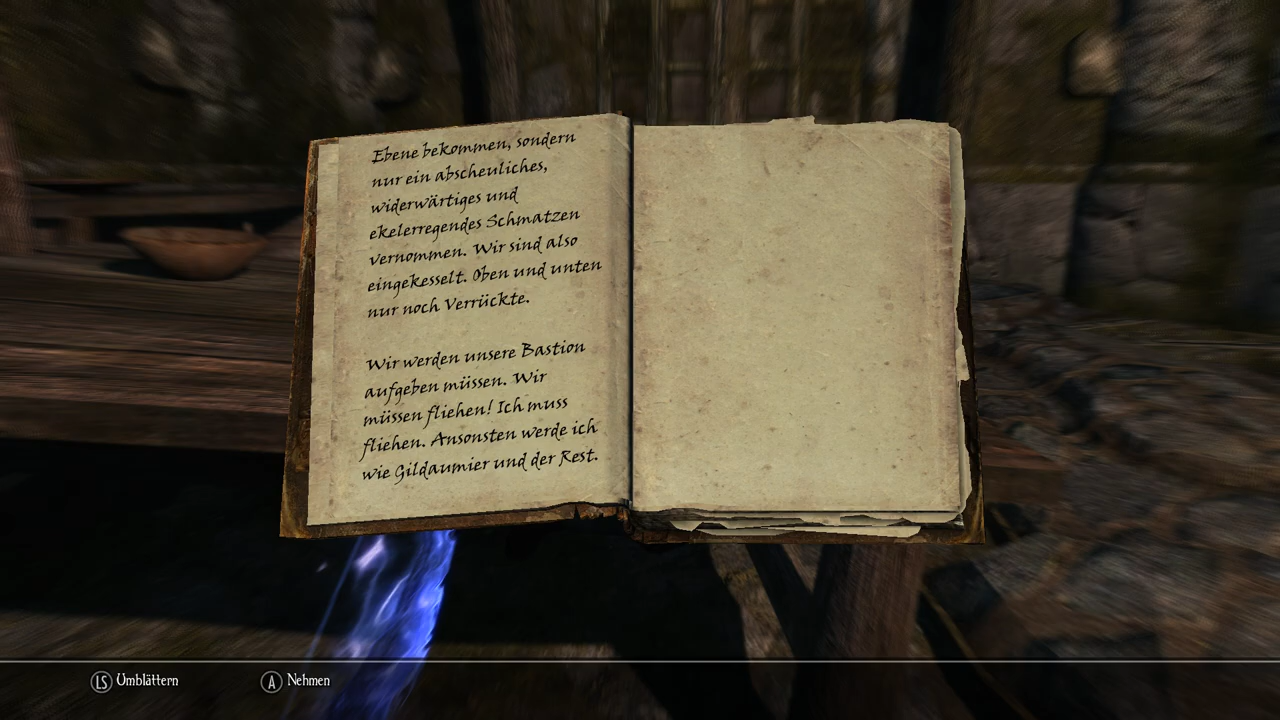 Ebene bekommen, sondern
nur ein abscheuliches,
widerwärtiges und
ekelerregendes Schmatzen
vernommen. Wir sind also
eingekesselt. Oben und unten
nur noch Verrückte.

Wir werden unsere Bastion
aufgeben müssen. Wir
müssen fliehen! Ich muss
fliehen. Ansonsten werde ich
wie Gildaumier und der Rest.
LS Umblättern
A Nehmen